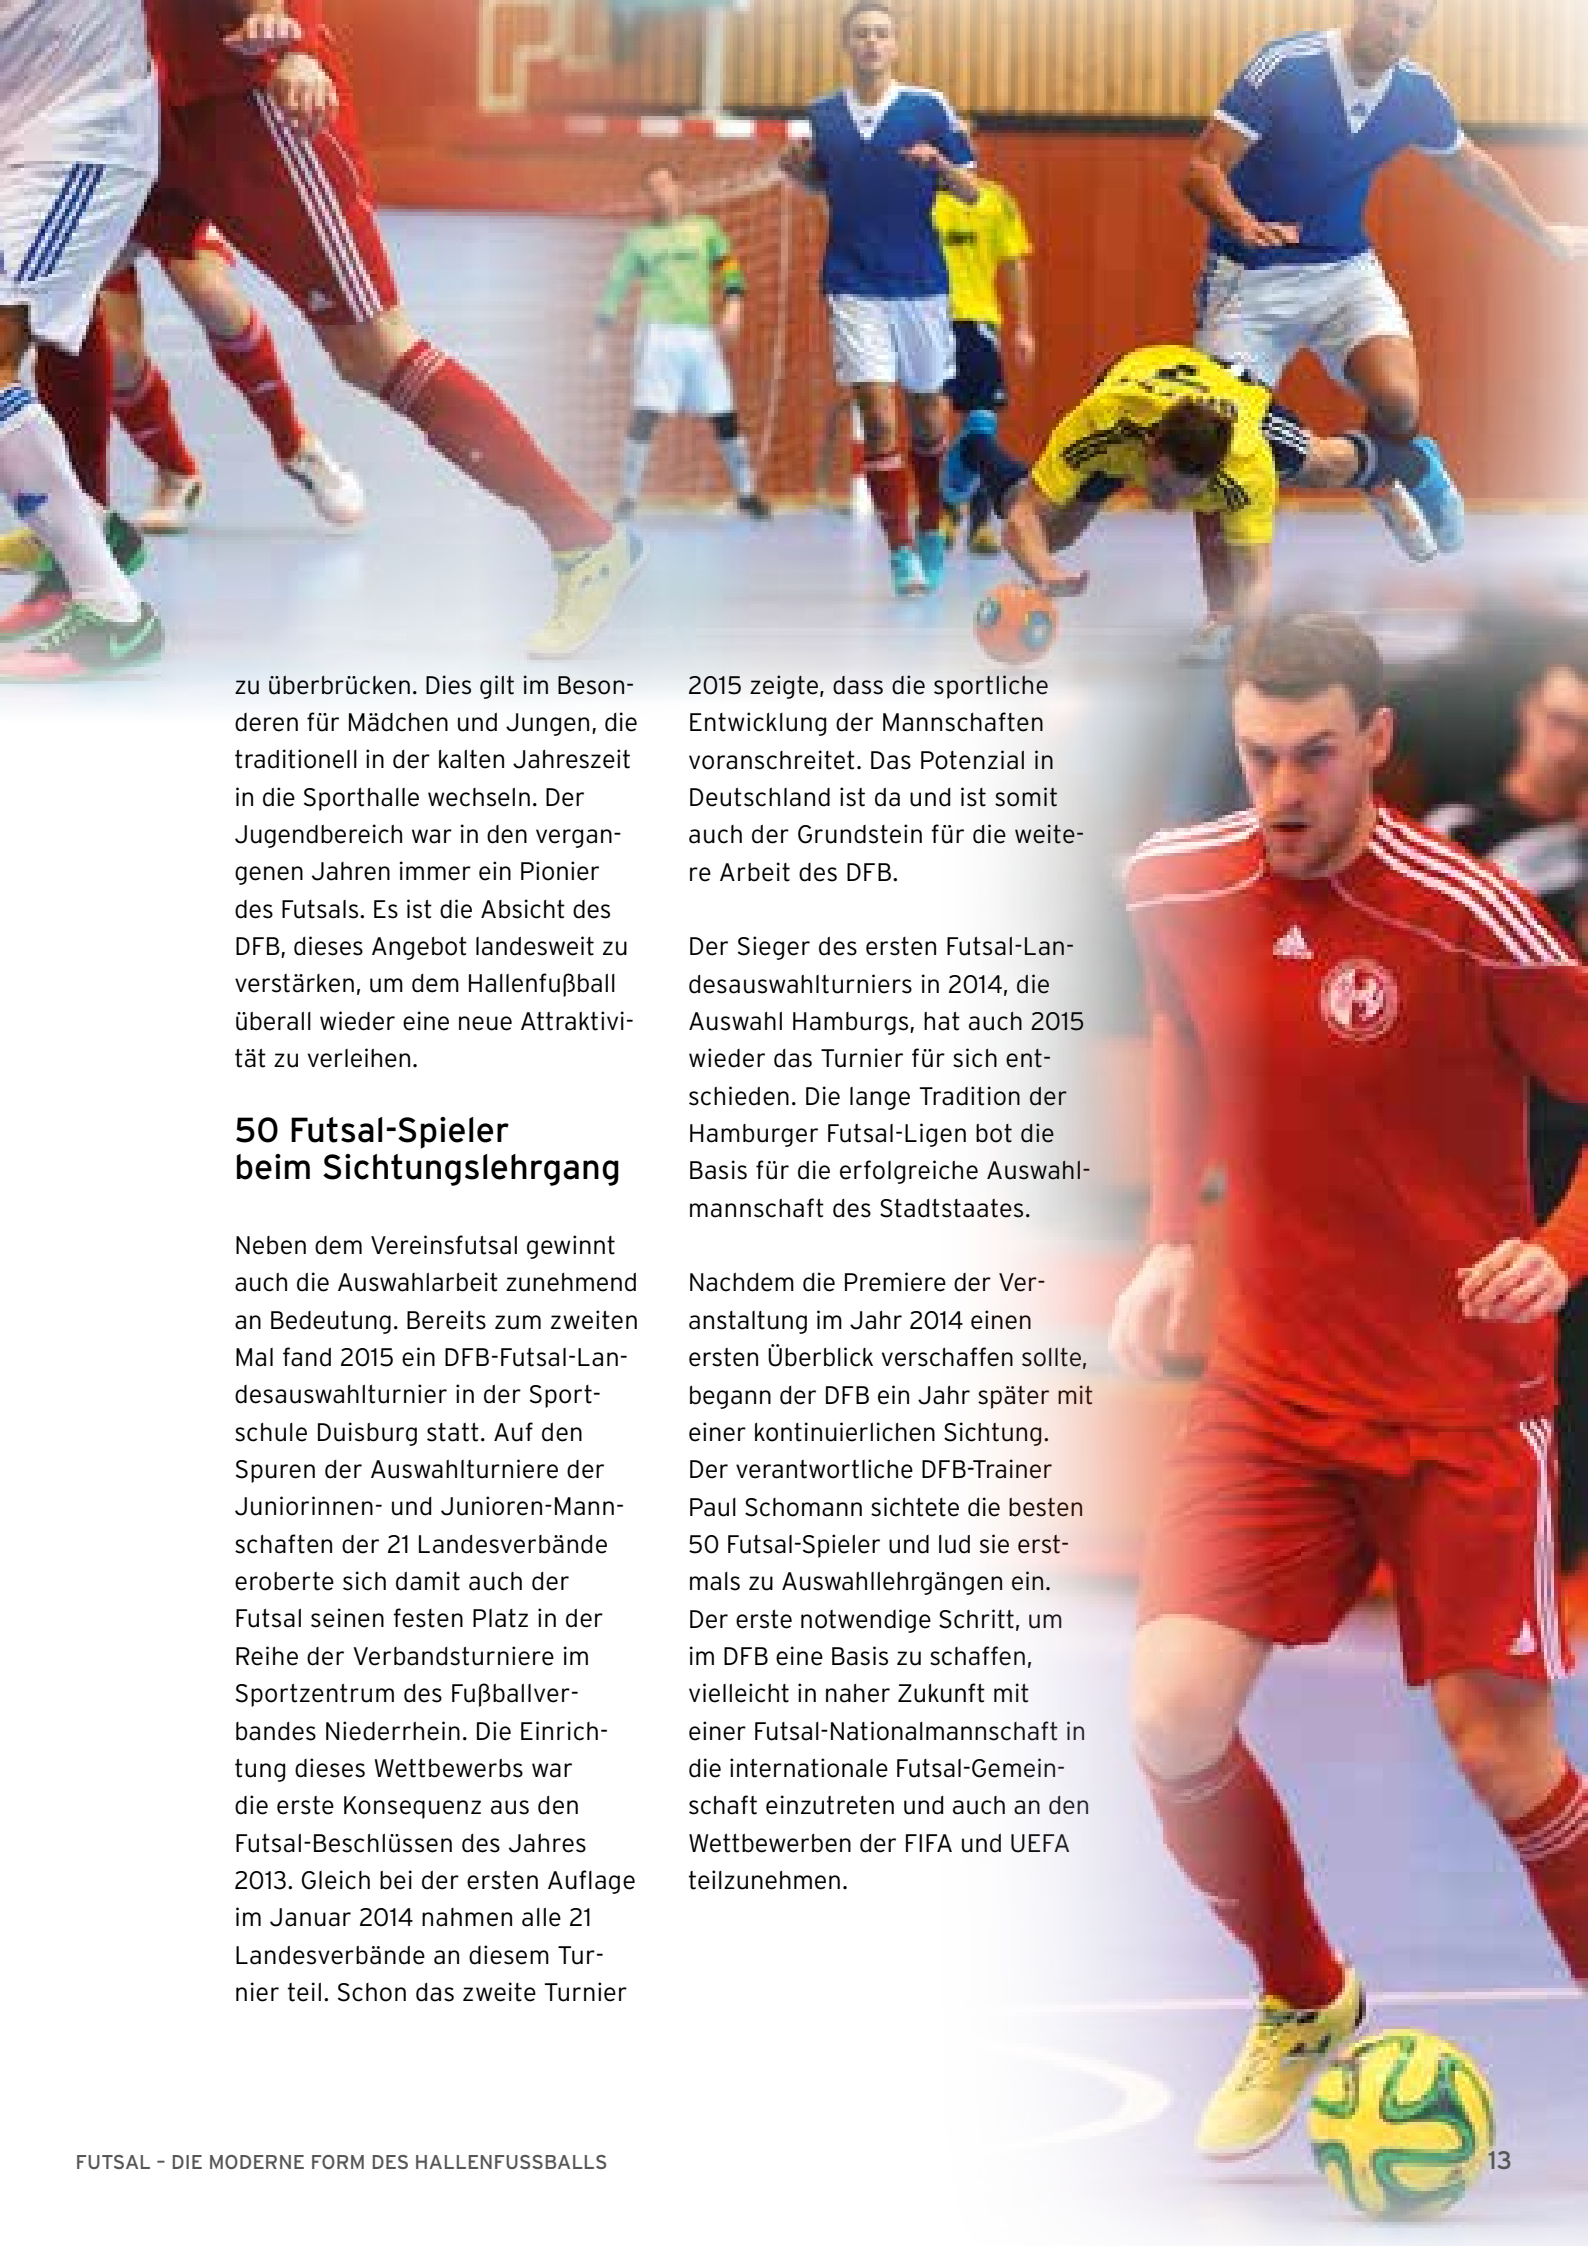 zu überbrücken. Dies gilt im Beson-
deren für Mädchen und Jungen, die
traditionell in der kalten Jahreszeit
in die Sporthalle wechseln. Der
Jugendbereich war in den vergan-
genen Jahren immer ein Pionier
des Futsals. Es ist die Absicht des
DFB, dieses Angebot landesweit zu
verstärken, um dem Hallenfußball
überall wieder eine neue Attraktivi-
tät zu verleihen.
50 Futsal-Spieler
beim Sichtungslehrgang
Neben dem Vereinsfutsal gewinnt
auch die Auswahlarbeit zunehmend
an Bedeutung. Bereits zum zweiten
Mal fand 2015 ein DFB-Futsal-Lan-
desauswahlturnier in der Sport-
schule Duisburg statt. Auf den
Spuren der Auswahlturniere der
Juniorinnen- und Junioren-Mann-
schaften der 21 Landesverbände
eroberte sich damit auch der
Futsal seinen festen Platz in der
Reihe der Verbandsturniere im
Sportzentrum des Fußballver-
bandes Niederrhein. Die Einrich-
tung dieses Wettbewerbs war
die erste Konsequenz aus den
Futsal-Beschlüssen des Jahres
2013. Gleich bei der ersten Auflage
im Januar 2014 nahmen alle 21
Landesverbände an diesem Tur-
nier teil. Schon das zweite Turnier
2015 zeigte, dass die sportliche
Entwicklung der Mannschaften
voranschreitet. Das Potenzial in
Deutschland ist da und ist somit
auch der Grundstein für die weite-
re Arbeit des DFB.
Der Sieger des ersten Futsal-Lan-
desauswahlturniers in 2014, die
Auswahl Hamburgs, hat auch 2015
wieder das Turnier für sich ent-
schieden. Die lange Tradition der
Hamburger Futsal-Ligen bot die
Basis für die erfolgreiche Auswahl-
mannschaft des Stadtstaates.
Nachdem die Premiere der Ver-
anstaltung im Jahr 2014 einen
ersten Überblick verschaffen sollte,
begann der DFB ein Jahr später mit
einer kontinuierlichen Sichtung.
Der verantwortliche DFB-Trainer
Paul Schomann sichtete die besten
50 Futsal-Spieler und lud sie erst-
mals zu Auswahllehrgängen ein.
Der erste notwendige Schritt, um
im DFB eine Basis zu schaffen,
vielleicht in naher Zukunft mit
einer Futsal-Nationalmannschaft in
die internationale Futsal-Gemein-
schaft einzutreten und auch an den
Wettbewerben der FIFA und UEFA
teilzunehmen.
FUTSAL – DIE MODERNE FORM DES HALLENFUSSBALLS
13